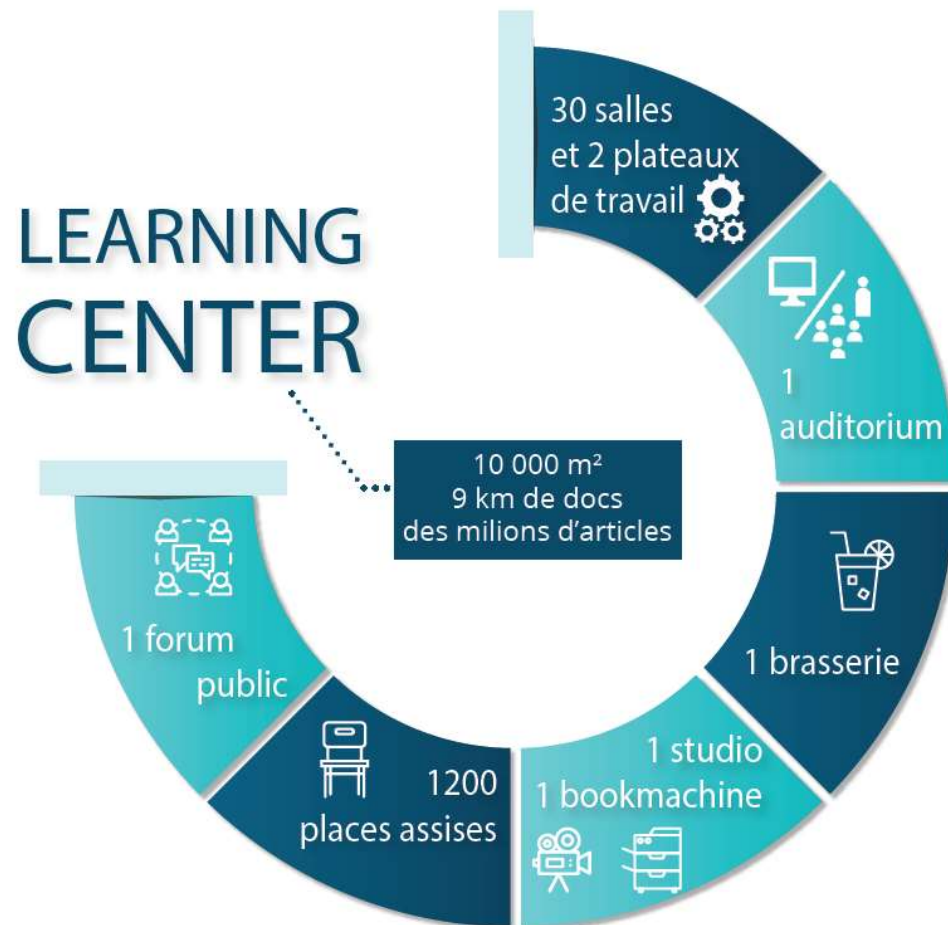 LEARNING
CENTER
10 000 m²
9 km de docs
des milions d'articles
30 salles
et 2 plateaux
de travail
1
auditorium
1 brasserie
1 studio
1 bookmachine
1200
places assises
1 forum
public